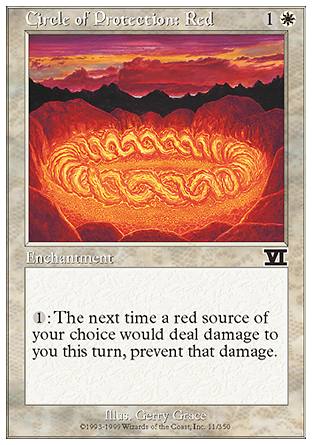 Circle of Protection: Red 1
Enchantment VI
1: The next time a red source of
your choice would deal damage to
you this turn, prevent that damage.
Illus. Gerry Grace
©1993-1999 Wizards of the Coast, Inc. 11/350